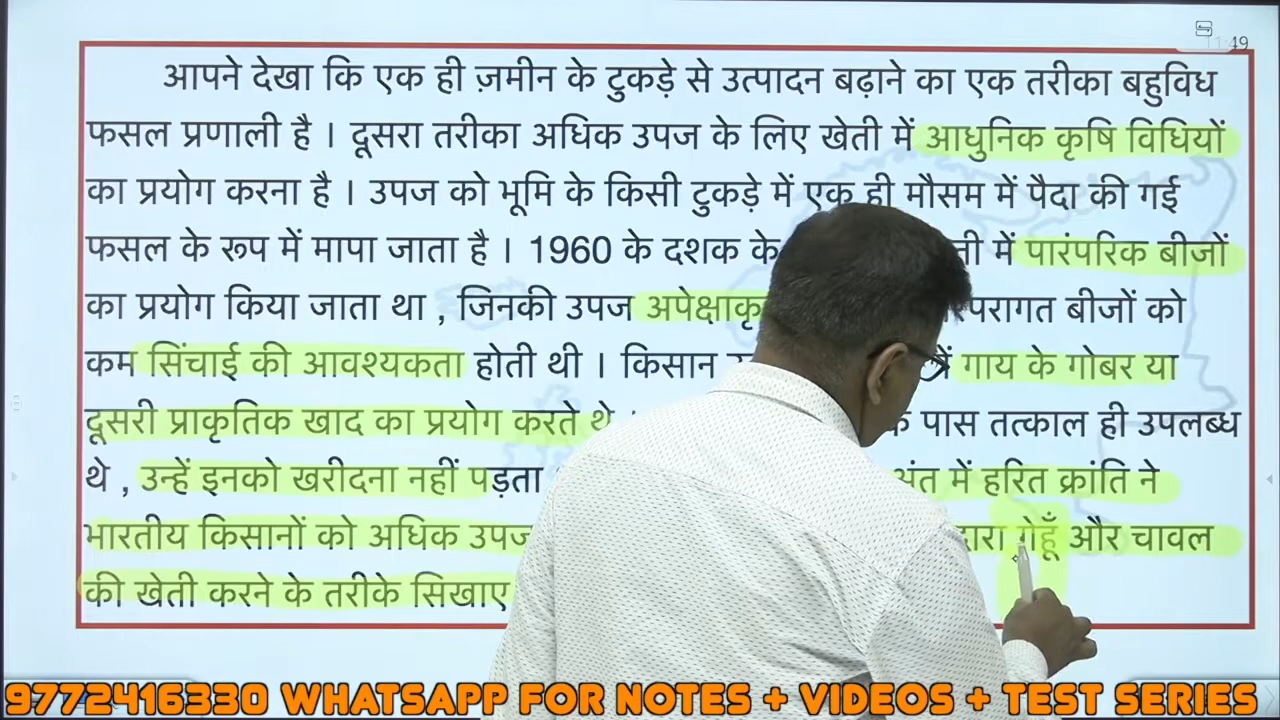 आपने देखा कि एक ही ज़मीन के टुकड़े से उत्पादन बढ़ाने का एक तरीका बहुविध
फसल प्रणाली है । दूसरा तरीका अधिक उपज के लिए खेती में आधुनिक कृषि विधियों
का प्रयोग करना है । उपज को भूमि के किसी टुकड़े में एक ही मौसम में पैदा की गई
फसल के रूप में मापा जाता है । 1960 के दशक के में पारंपरिक बीजों
का प्रयोग किया जाता था , जिनकी उपज बीजों को
कम सिंचाई की आवश्यकता होती थी । किसान गाय के गोबर या
दूसरी प्राकृतिक खाद का प्रयोग करते थे पास तत्काल ही उपलब्ध
थे , उन्हें इनको खरीदना नहीं पड़ता अंत में हरित क्रांति ने
भारतीय किसानों को अधिक उपज गेहूँ और चावल
की खेती करने के तरीके सिखाए
9772416330 WHATSAPP FOR NOTES + VIDEOS + TEST SERIES